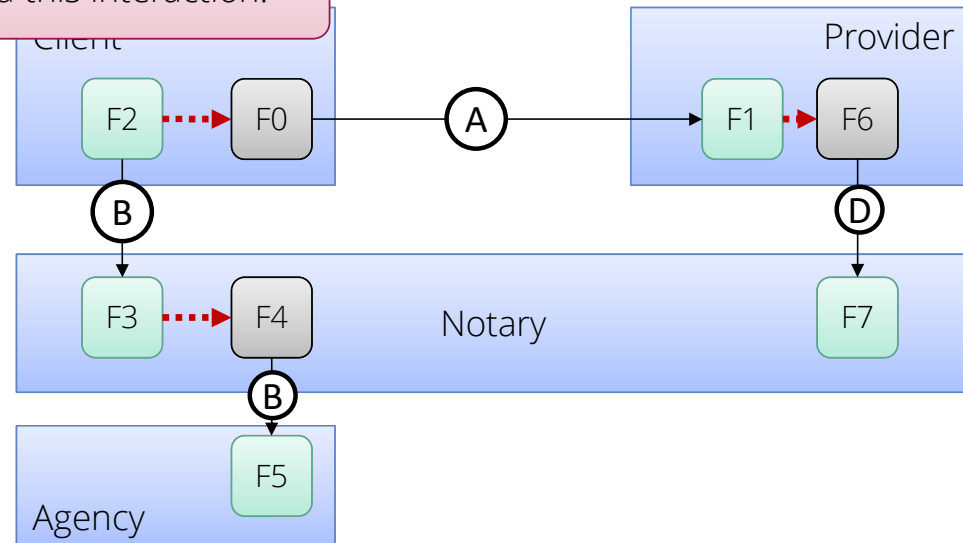 this interaction.
Client
Provider
F2
F0
A
F1
F6
B
D
F3
F4
Notary
F7
B
F5
Agency